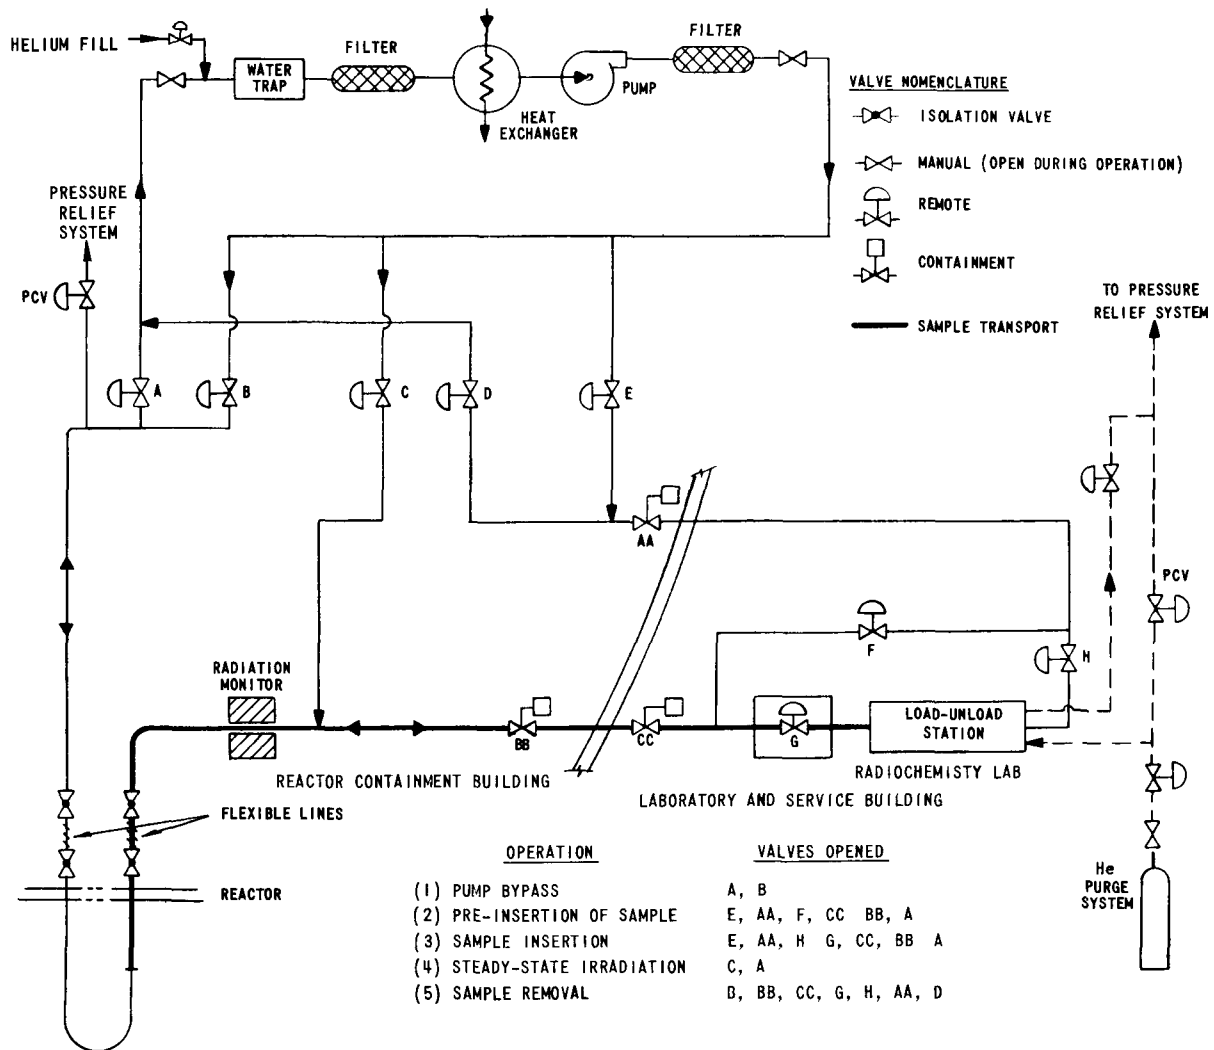 HELIUM FILL
WATER
TRAP
FILTER
HEAT
EXCHANGER
PUMP
FILTER
VALVE NOMENCLATURE
ISOLATION VALVE
MANUAL (OPEN DURING OPERATION)
REMOTE
CONTAINMENT
SAMPLE TRANSPORT
PRESSURE
RELIEF
SYSTEM
PCV
A
B
C
D
E
TO PRESSURE
RELIEF SYSTEM
AA
PCV
F
H
RADIATION
MONITOR
BB
CC
G
LOAD-UNLOAD
STATION
RADIOCHEMISTY LAB
REACTOR CONTAINMENT BUILDING
LABORATORY AND SERVICE BUILDING
FLEXIBLE LINES
REACTOR
He
PURGE
SYSTEM
OPERATION VALVES OPENED
(1) PUMP BYPASS A, B
(2) PRE-INSERTION OF SAMPLE E, AA, F, CC BB, A
(3) SAMPLE INSERTION E, AA, H G, CC, BB A
(4) STEADY-STATE IRRADIATION C, A
(5) SAMPLE REMOVAL B, BB, CC, G, H, AA, D